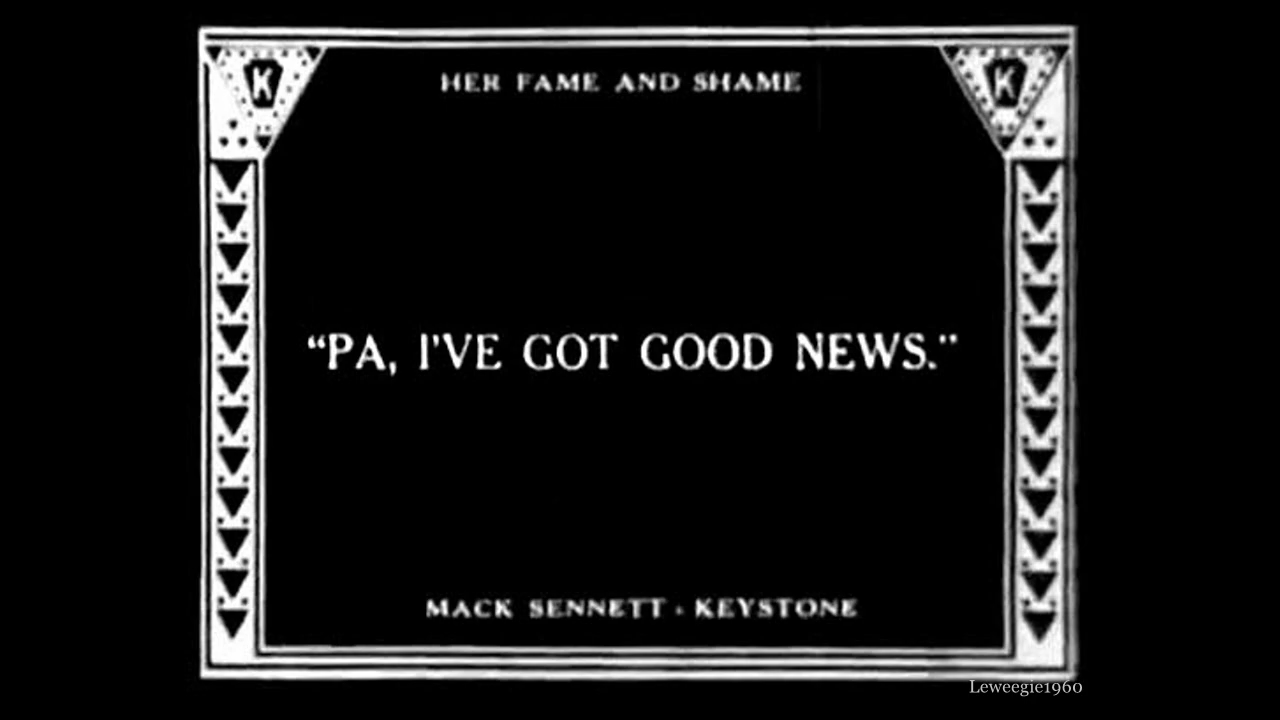 K K
HER FAME AND SHAME
“PA, I'VE GOT GOOD NEWS.”
MACK SENNETT • KEYSTONE
Leweegie1960